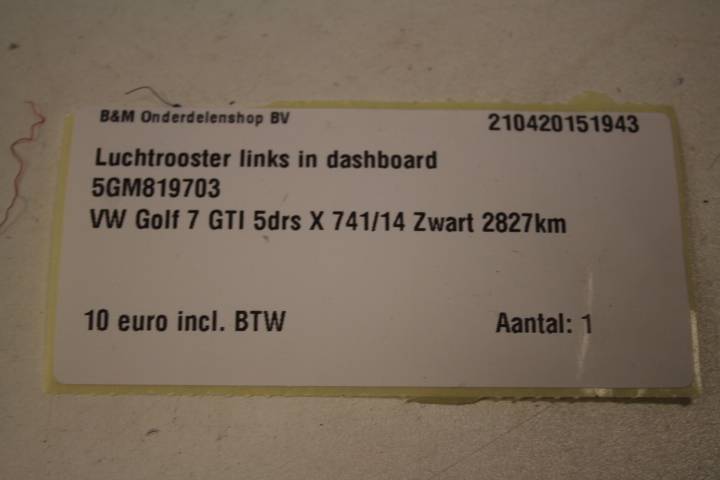 B&M Onderdelenshop BV 210420151943
Luchtrooster links in dashboard
5GM819703
VW Golf 7 GTI 5drs X 741/14 Zwart 2827km
10 euro incl. BTW Aantal: 1